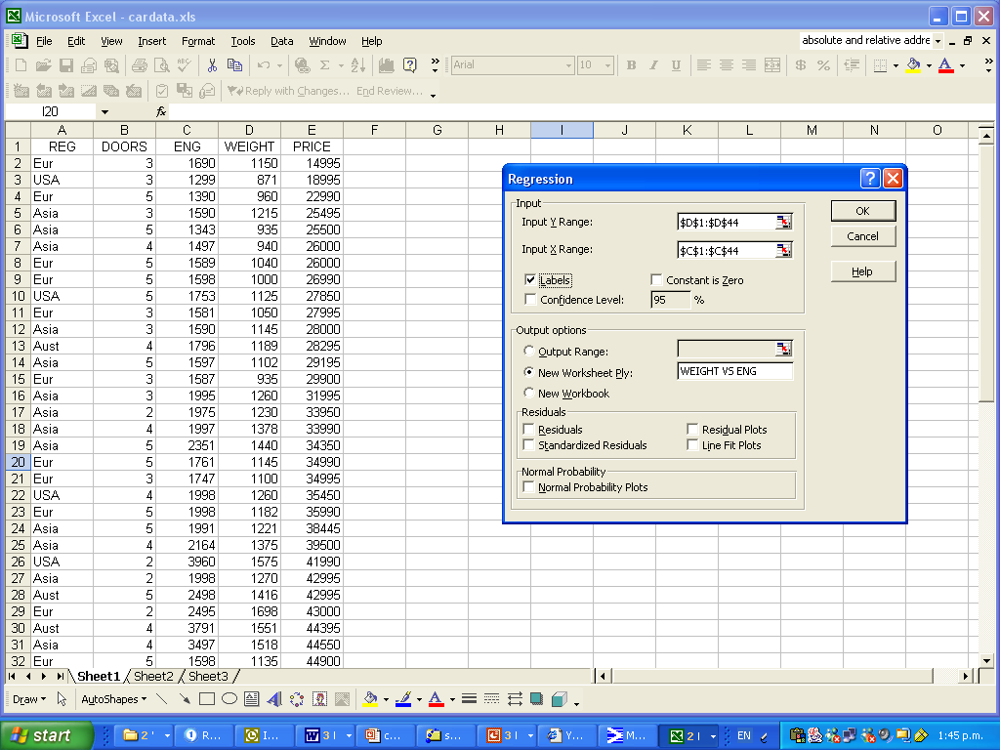 Microsoft Excel - cardata.xls
File Edit View Insert Format Tools Data Window Help
absolute and relative addre
Arial 10 B I U $ %
Reply with Changes... End Review...
I20 fx
A B C D E F G H I J K L M N O
1 REG DOORS ENG WEIGHT PRICE
2 Eur 3 1690 1150 14995
3 USA 3 1299 871 18995
4 Eur 5 1390 960 22990
5 Asia 3 1590 1215 25495
6 Asia 5 1343 935 25500
7 Asia 4 1497 940 26000
8 Eur 5 1589 1040 26000
9 Eur 5 1598 1000 26990
10 USA 5 1753 1125 27850
11 Eur 3 1581 1050 27995
12 Asia 3 1590 1145 28000
13 Aust 4 1796 1189 28295
14 Asia 5 1597 1102 29195
15 Eur 3 1587 935 29900
16 Asia 3 1995 1260 31995
17 Asia 2 1975 1230 33950
18 Asia 4 1997 1378 33990
19 Asia 5 2351 1440 34350
20 Eur 5 1761 1145 34990
21 Eur 3 1747 1100 34995
22 USA 4 1998 1260 35450
23 Eur 5 1998 1182 35990
24 Asia 5 1991 1221 38445
25 Asia 4 2164 1375 39500
26 USA 2 3960 1575 41990
27 Asia 2 1998 1270 42995
28 Aust 5 2498 1416 42995
29 Eur 2 2495 1698 43000
30 Aust 4 3791 1551 44395
31 Asia 4 3497 1518 44550
32 Eur 5 1598 1135 44900
Regression
Input
Input Y Range: $D$1:$D$44
Input X Range: $C$1:$C$44
Labels Constant is Zero
Confidence Level: 95 %
OK
Cancel
Help
Output options
Output Range:
New Worksheet Ply: WEIGHT VS ENG
New Workbook
Residuals
Residuals Residual Plots
Standardized Residuals Line Fit Plots
Normal Probability
Normal Probability Plots
Sheet1 Sheet2 Sheet3
Draw AutoShapes
start 2 ' R... I... 3 I c... s... 3 I Y... M... 2 I EN 1:45 p.m.